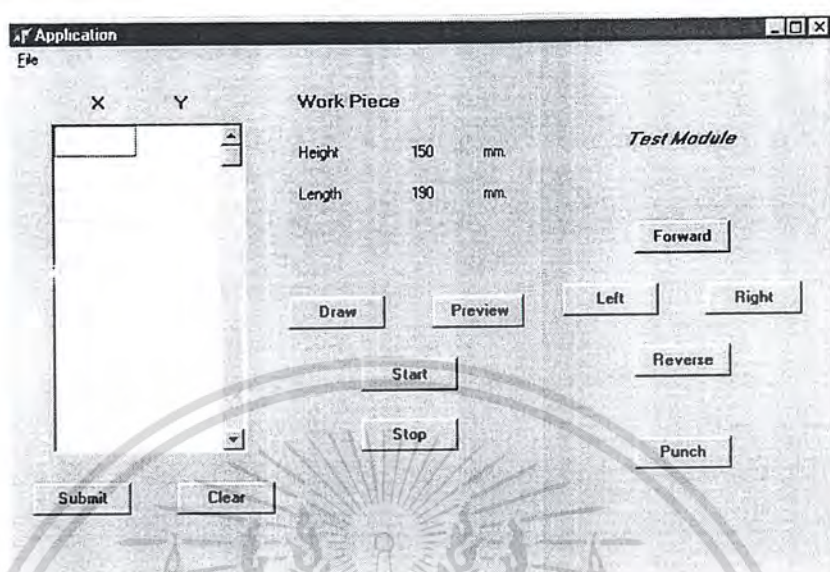 Application
File
X Y
Work Piece
Height 150 mm.
Length 190 mm.
Test Module
Forward
Left Right
Reverse
Punch
Draw Preview
Start
Stop
Submit Clear